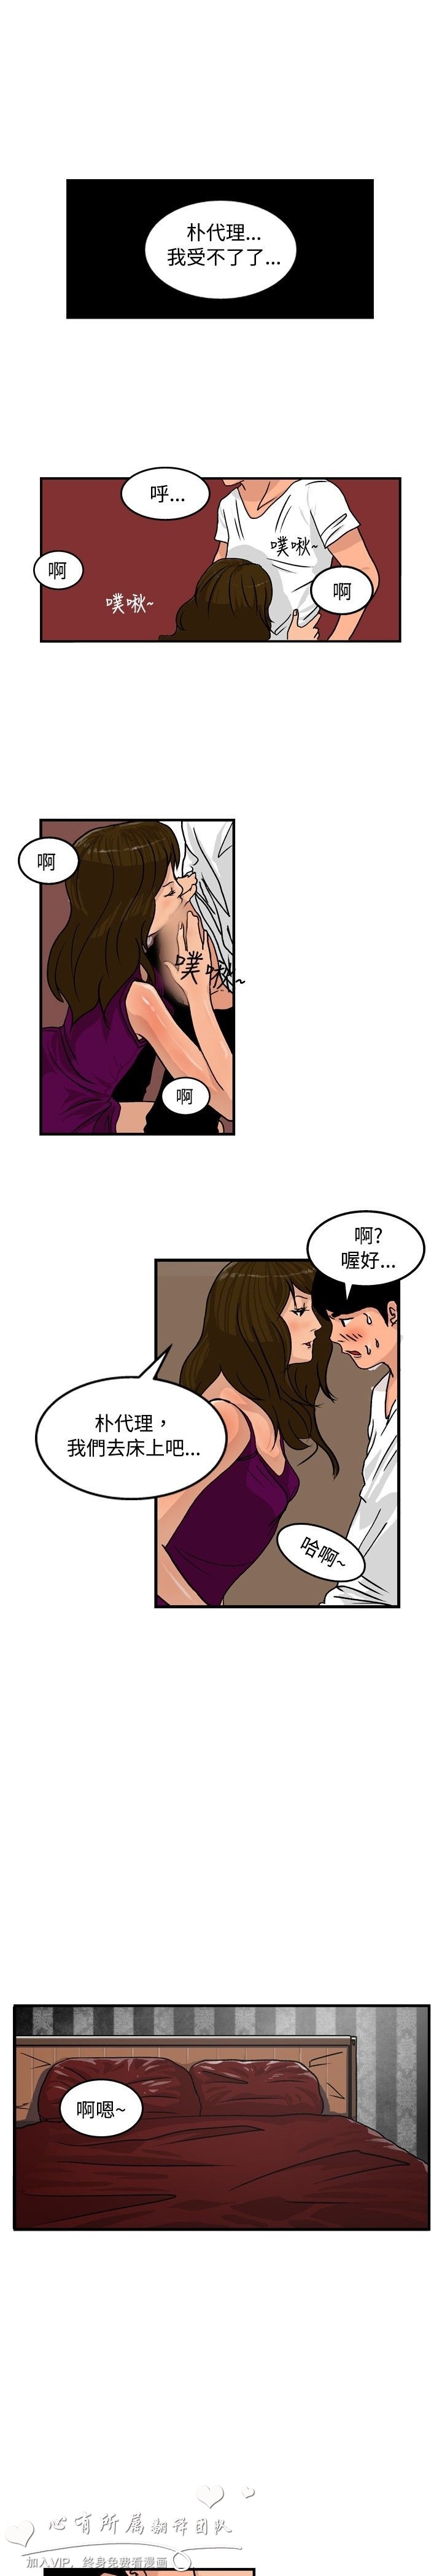 朴代理...
我受不了了...
呼...
噗啾~
啊
啊
噗啾~
啊
噗啾~
啊
啊?
喔好...
朴代理，
我們去床上吧...
哈啊~
啊嗯~
心有所属翻译团队
加入VIP，终身免费看漫画